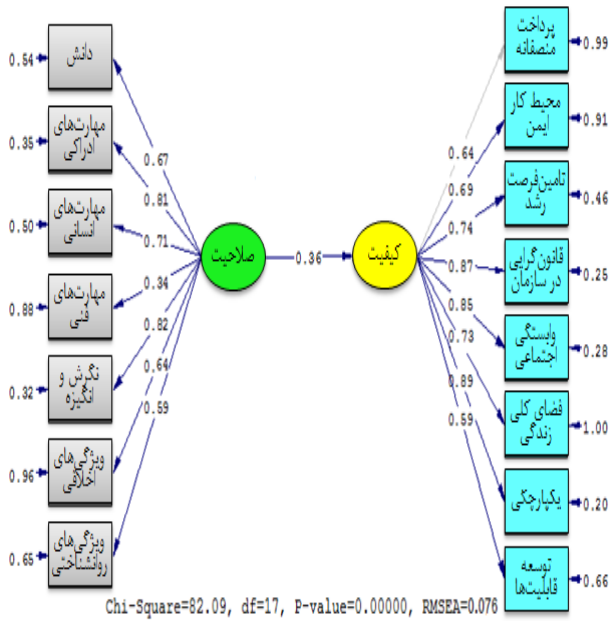 0.54
دانش
0.35
مهارت‌های
ادراکی
0.50
مهارت‌های
انسانی
0.88
مهارت‌های
فنی
0.32
نگرش و
انگیزه
0.96
ویژگی‌های
اخلاقی
0.65
ویژگی‌های
روانشناختی
0.67
0.81
0.71
0.34
0.82
0.64
0.59
صلاحیت
0.36
کیفیت
0.64
0.69
0.74
0.87
0.85
0.73
0.89
0.59
پرداخت
منصفانه
0.99
محیط کار
ایمن
0.91
تامین‌فرصت
رشد
0.46
قانون‌گرایی
در سازمان
0.25
وابستگی
اجتماعی
0.28
فضای کلی
زندگی
1.00
یکپارچگی
0.20
توسعه
قابلیت‌ها
0.66
Chi-Square=82.09, df=17, P-value=0.00000, RMSEA=0.076